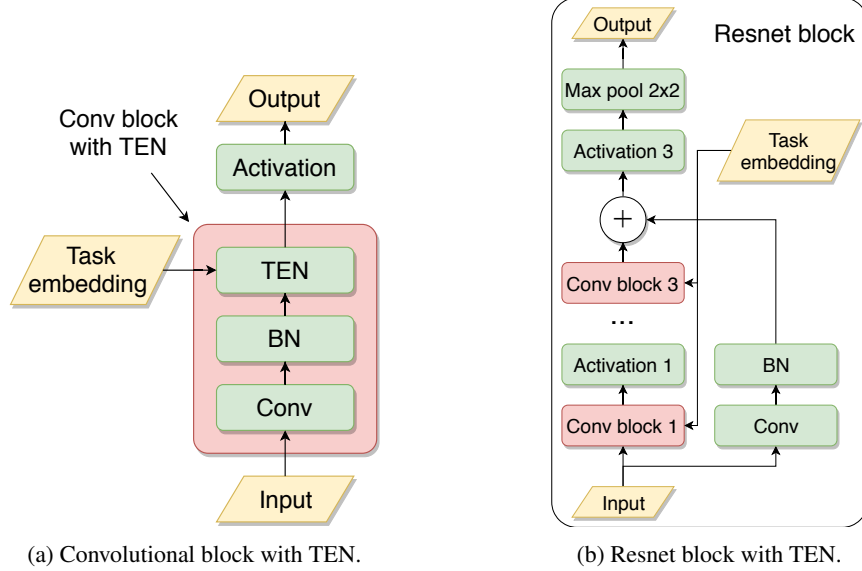 Output
Activation
Conv block
with TEN
Task
embedding
TEN
BN
Conv
Input
(a) Convolutional block with TEN.
Resnet block
Output
Max pool 2x2
Activation 3
Task
embedding
+
Conv block 3
...
Activation 1
BN
Conv block 1
Conv
Input
(b) Resnet block with TEN.